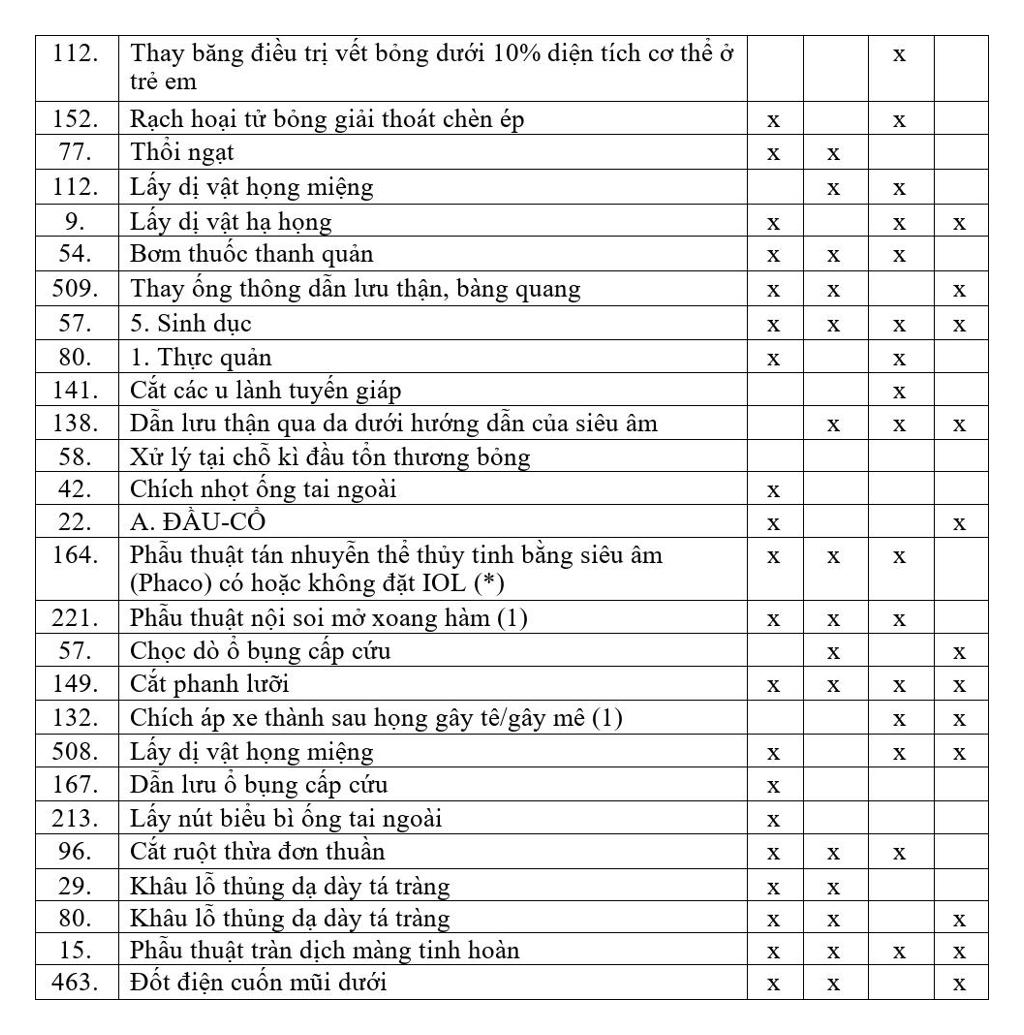 112. Thay băng điều trị vết bỏng dưới 10% diện tích cơ thể ở x
trẻ em
152. Rạch hoại tử bỏng giải thoát chèn ép x x
77. Thổi ngạt x x
112. Lấy dị vật họng miệng x x
9. Lấy dị vật hạ họng x x x
54. Bơm thuốc thanh quản x x x
509. Thay ống thông dẫn lưu thận, bàng quang x x x
57. 5. Sinh dục x x x x
80. 1. Thực quản x x
141. Cắt các u lành tuyến giáp x
138. Dẫn lưu thận qua da dưới hướng dẫn của siêu âm x x x
58. Xử lý tại chỗ kì đầu tổn thương bỏng
42. Chích nhọt ống tai ngoài x
22. A. ĐẦU-CỔ x x
164. Phẫu thuật tán nhuyễn thể thủy tinh bằng siêu âm x x x
(Phaco) có hoặc không đặt IOL (*)
221. Phẫu thuật nội soi mở xoang hàm (1) x x x
57. Chọc dò ổ bụng cấp cứu x x
149. Cắt phanh lưỡi x x x x
132. Chích áp xe thành sau họng gây tê/gây mê (1) x x
508. Lấy dị vật họng miệng x x x
167. Dẫn lưu ổ bụng cấp cứu x
213. Lấy nút biểu bì ống tai ngoài x
96. Cắt ruột thừa đơn thuần x x x
29. Khâu lỗ thủng dạ dày tá tràng x x
80. Khâu lỗ thủng dạ dày tá tràng x x x
15. Phẫu thuật tràn dịch màng tinh hoàn x x x x
463. Đốt điện cuốn mũi dưới x x x